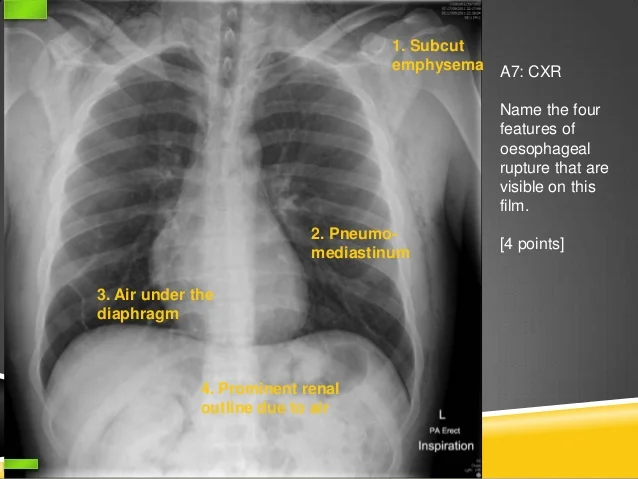 1. Subcut
emphysema
A7: CXR
Name the four
features of
oesophageal
rupture that are
visible on this
film.
[4 points]
2. Pneumo-
mediastinum
3. Air under the
diaphragm
4. Prominent renal
outline due to air
L
PA Erect
Inspiration